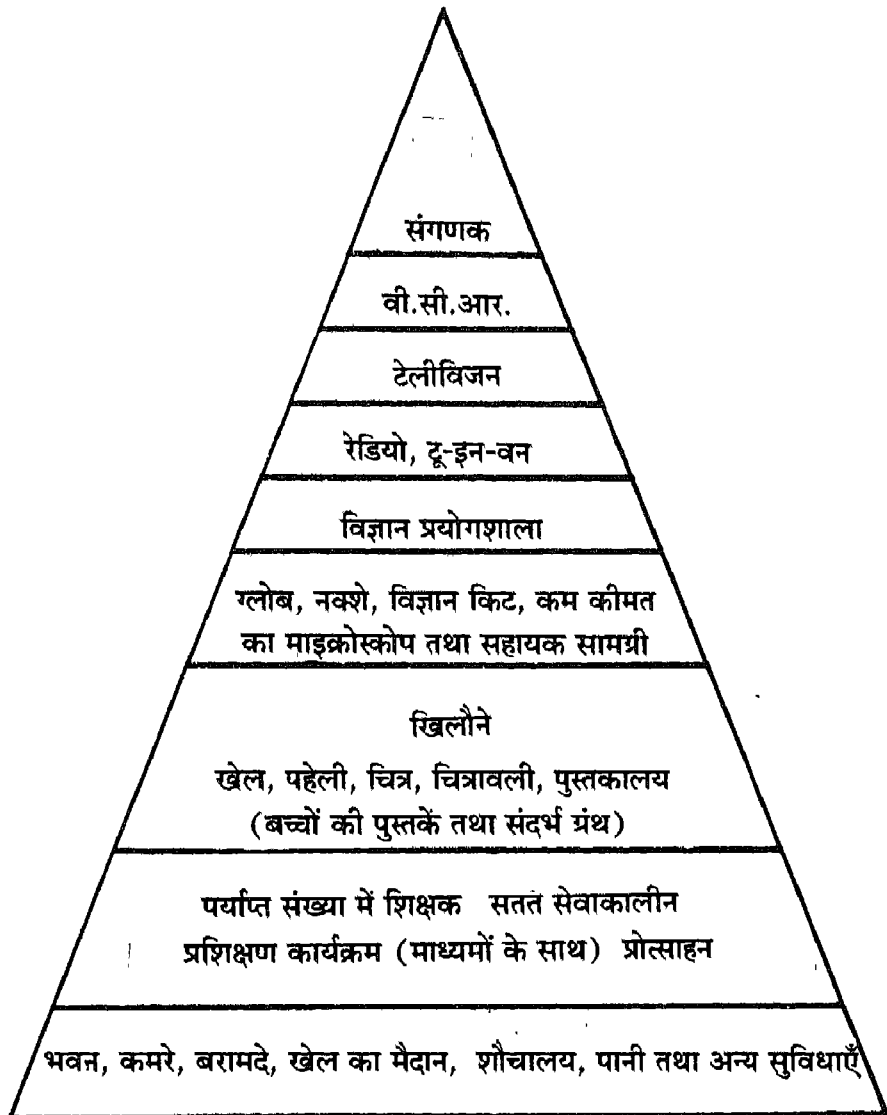 संगणक
वी.सी.आर.
टेलीविजन
रेडियो, टू-इन-वन
विज्ञान प्रयोगशाला
ग्लोब, नक्शे, विज्ञान किट, कम कीमत
का माइक्रोस्कोप तथा सहायक सामग्री
खिलौने
खेल, पहेली, चित्र, चित्रावली, पुस्तकालय
(बच्चों की पुस्तकें तथा संदर्भ ग्रंथ)
पर्याप्त संख्या में शिक्षक सतत सेवाकालीन
प्रशिक्षण कार्यक्रम (माध्यमों के साथ) प्रोत्साहन
भवन, कमरे, बरामदे, खेल का मैदान, शौचालय, पानी तथा अन्य सुविधाएँ